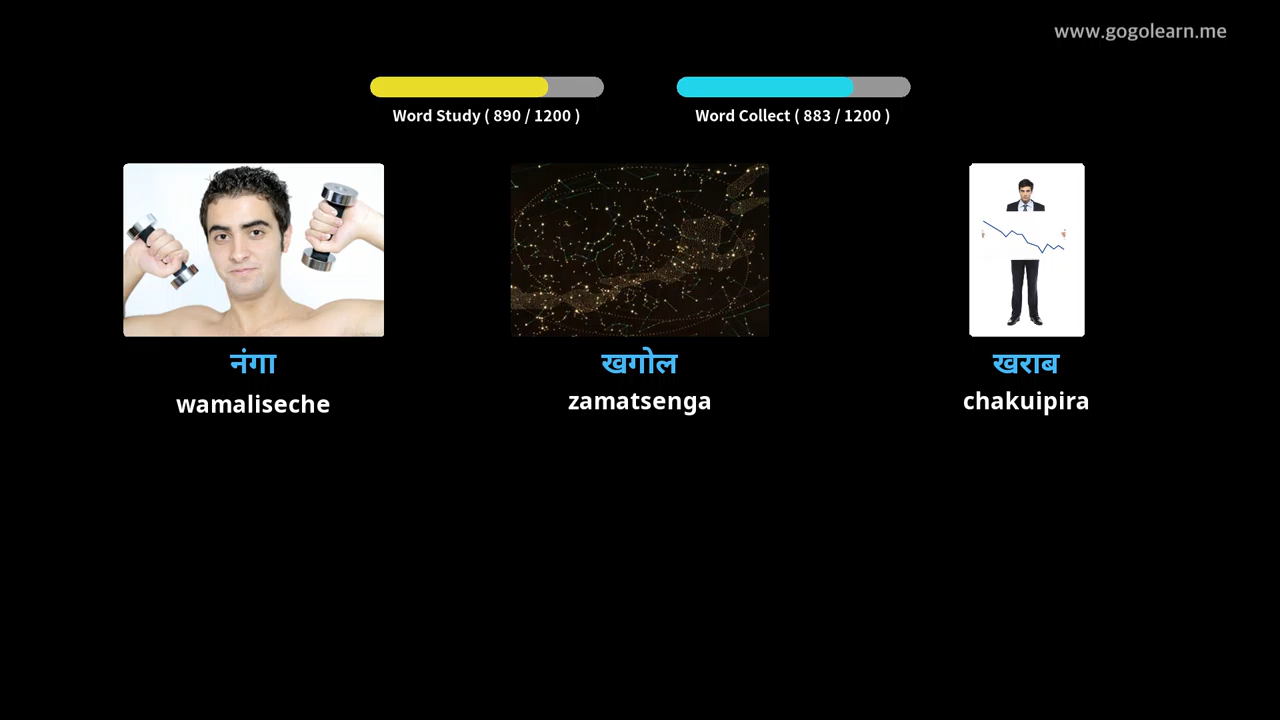 www.gogolearn.me
Word Study ( 890 / 1200 )
Word Collect ( 883 / 1200 )
नंगा
खगोल
खराब
wamaliseche
zamatsenga
chakuipira